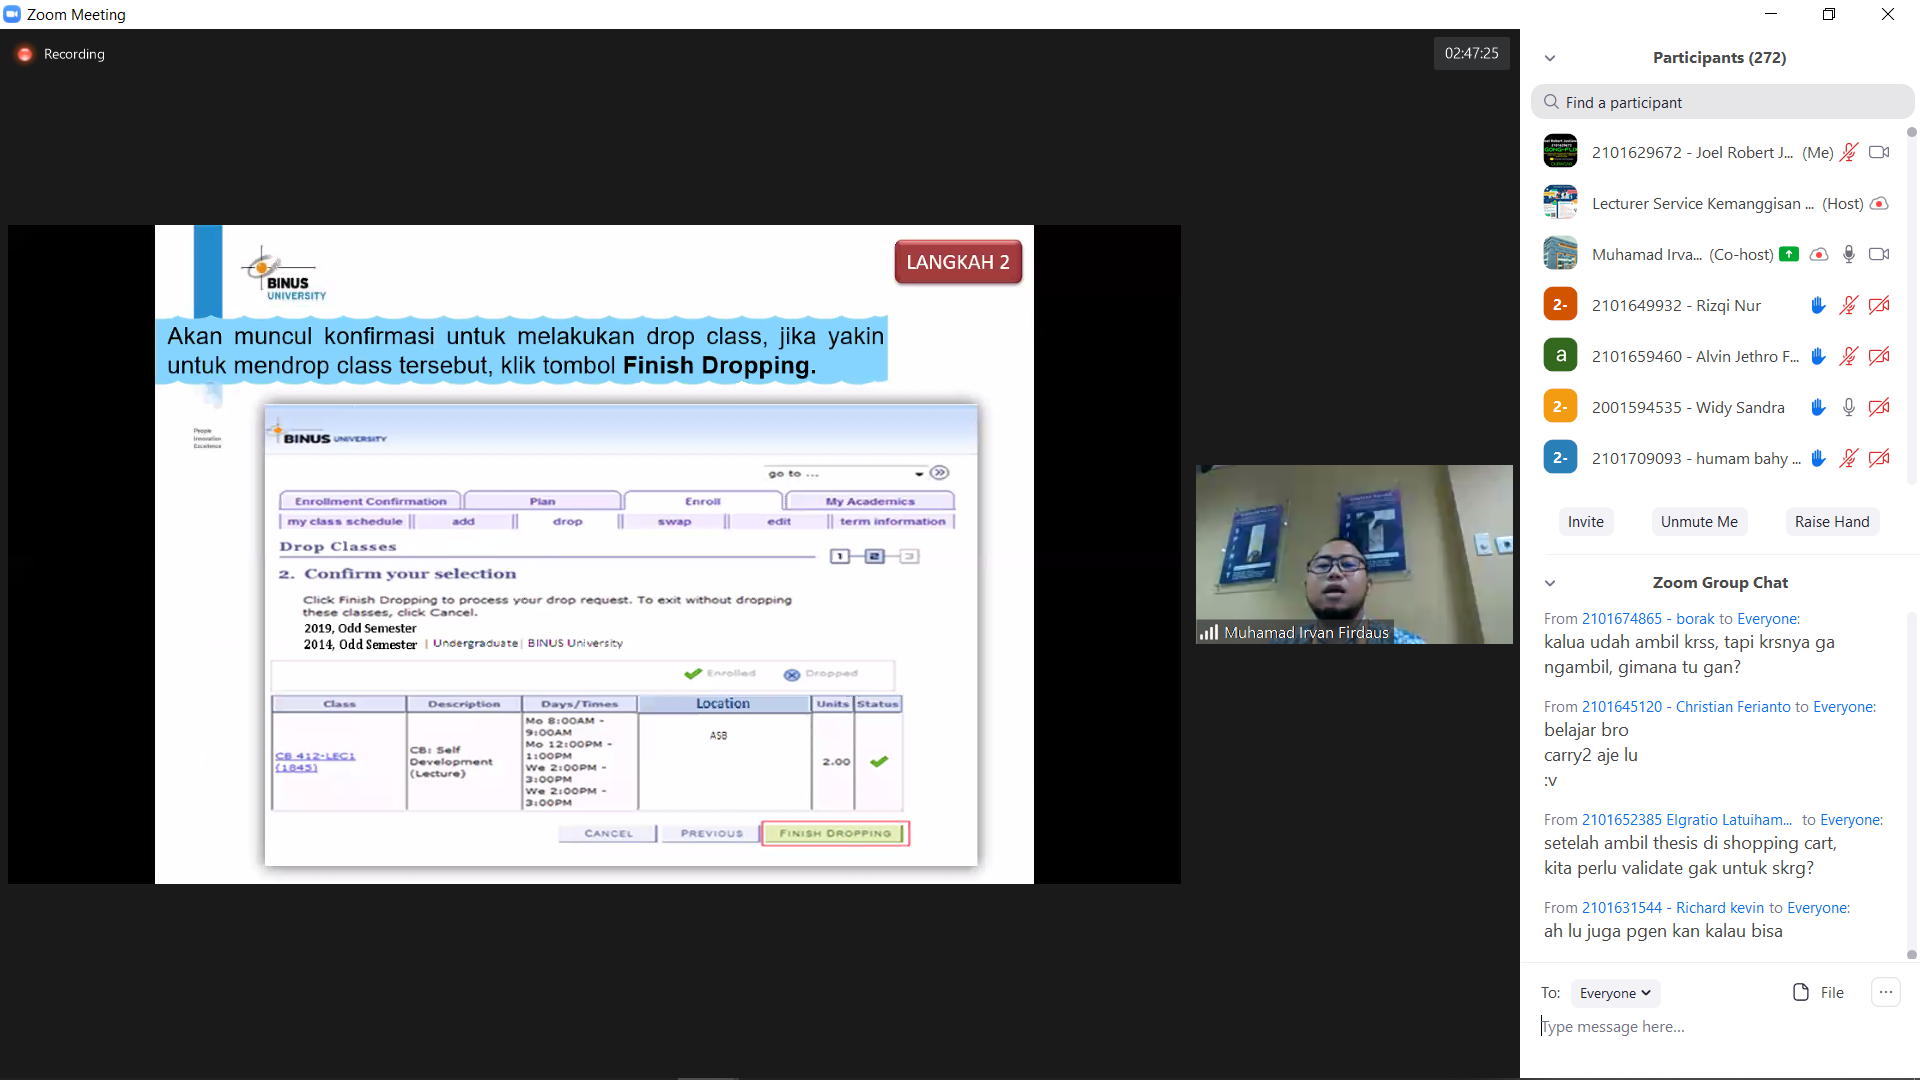 Zoom Meeting
Recording
02:47:25
BINUS
UNIVERSITY
LANGKAH 2
Akan muncul konfirmasi untuk melakukan drop class, jika yakin
untuk mendrop class tersebut, klik tombol Finish Dropping.
People
Innovation
Excellence
BINUS UNIVERSITY
go to ...
Enrollment Confirmation
Plan
Enroll
My Academics
my class schedule
add
drop
swap
edit
term information
Drop Classes
1
2
3
2. Confirm your selection
Click Finish Dropping to process your drop request. To exit without dropping
these classes, click Cancel.
2019, Odd Semester
2014, Odd Semester | Undergraduate | BINUS University
Enrolled
Dropped
Class
Description
Days/Times
Location
Units
Status
CB 412-LEC1
(1845)
CB: Self
Development
(Lecture)
Mo 8:00AM -
9:00AM
Mo 12:00PM -
1:00PM
We 2:00PM -
3:00PM
We 2:00PM -
3:00PM
ASB
2.00
CANCEL
PREVIOUS
FINISH DROPPING
Muhamad Irvan Firdaus
Participants (272)
Find a participant
2101629672 - Joel Robert J... (Me)
Lecturer Service Kemanggisan ... (Host)
Muhamad Irva... (Co-host)
2-
2101649932 - Rizqi Nur
a
2101659460 - Alvin Jethro F...
2-
2001594535 - Widy Sandra
2-
2101709093 - humam bahy ...
Invite
Unmute Me
Raise Hand
Zoom Group Chat
From 2101674865 - borak to Everyone:
kalua udah ambil krss, tapi krsnya ga
ngambil, gimana tu gan?
From 2101645120 - Christian Ferianto to Everyone:
belajar bro
carry2 aje lu
:v
From 2101652385 Elgratio Latuiham... to Everyone:
setelah ambil thesis di shopping cart,
kita perlu validate gak untuk skrg?
From 2101631544 - Richard kevin to Everyone:
ah lu juga pgen kan kalau bisa
To: Everyone
File
...
Type message here...